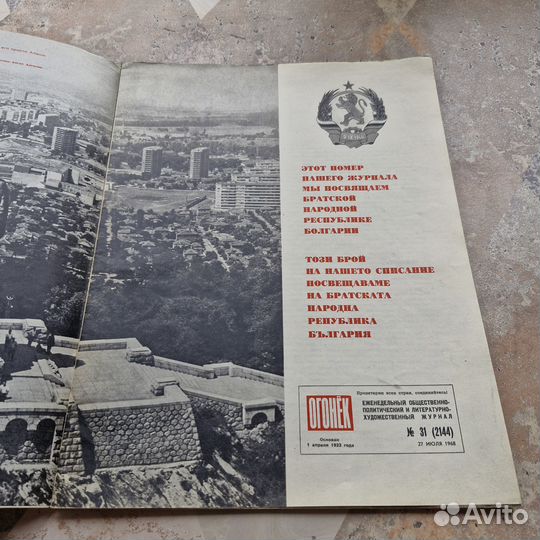 ЭТОТ НОМЕР
НАШЕГО ЖУРНАЛА
МЫ ПОСВЯЩАЕМ
БРАТСКОЙ
НАРОДНОЙ
РЕСПУБЛИКЕ
БОЛГАРИИ
ТОЗИ БРОЙ
НА НАШЕТО СПИСАНИЕ
ПОСВЕЩАВАМЕ
НА БРАТСКАТА
НАРОДНА
РЕПУБЛИКА
БЪЛГАРИЯ
Пролетарии всех стран, соединяйтесь!
ОГОНЁК
Основан
1 апреля 1923 года
ЕЖЕНЕДЕЛЬНЫЙ ОБЩЕСТВЕННО-
ПОЛИТИЧЕСКИЙ И ЛИТЕРАТУРНО-
ХУДОЖЕСТВЕННЫЙ ЖУРНАЛ
№ 31 (2144)
27 ИЮЛЯ 1968
Avito